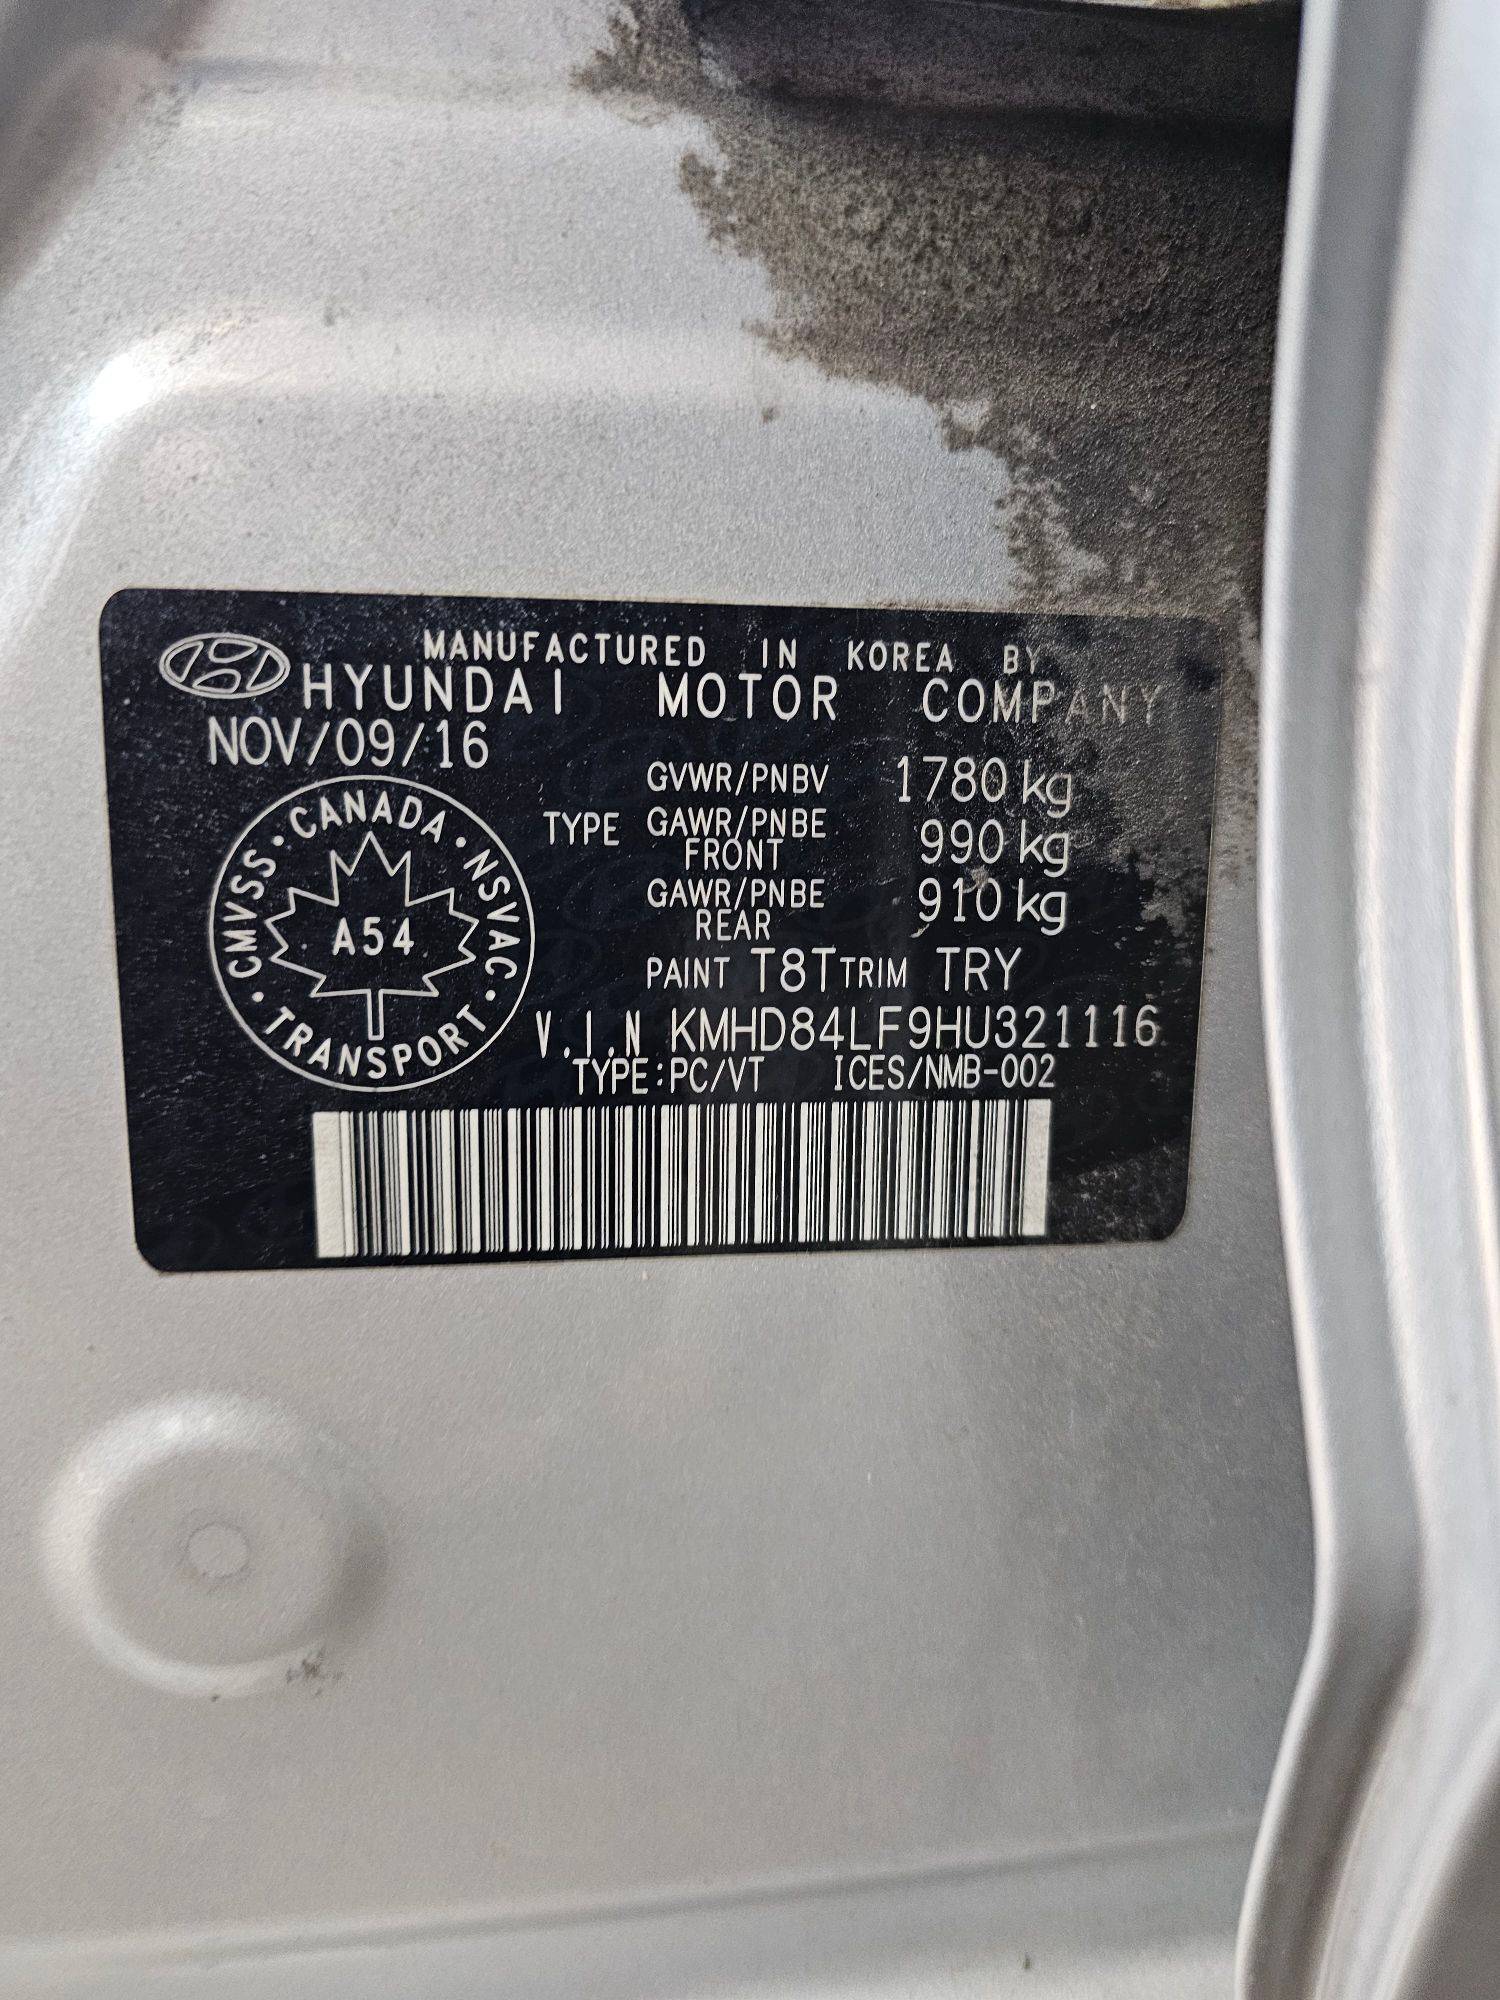 MANUFACTURED IN KOREA BY
HYUNDAI MOTOR COMPANY
NOV/09/16
GVWR/PNBV 1780 kg
TYPE GAWR/PNBE FRONT 990 kg
GAWR/PNBE REAR 910 kg
PAINT T8T TRIM TRY
V.I.N KMHD84LF9HU321116
TYPE:PC/VT ICES/NMB-002
CMVSS · CANADA · NSVAC · TRANSPORT ·
A54